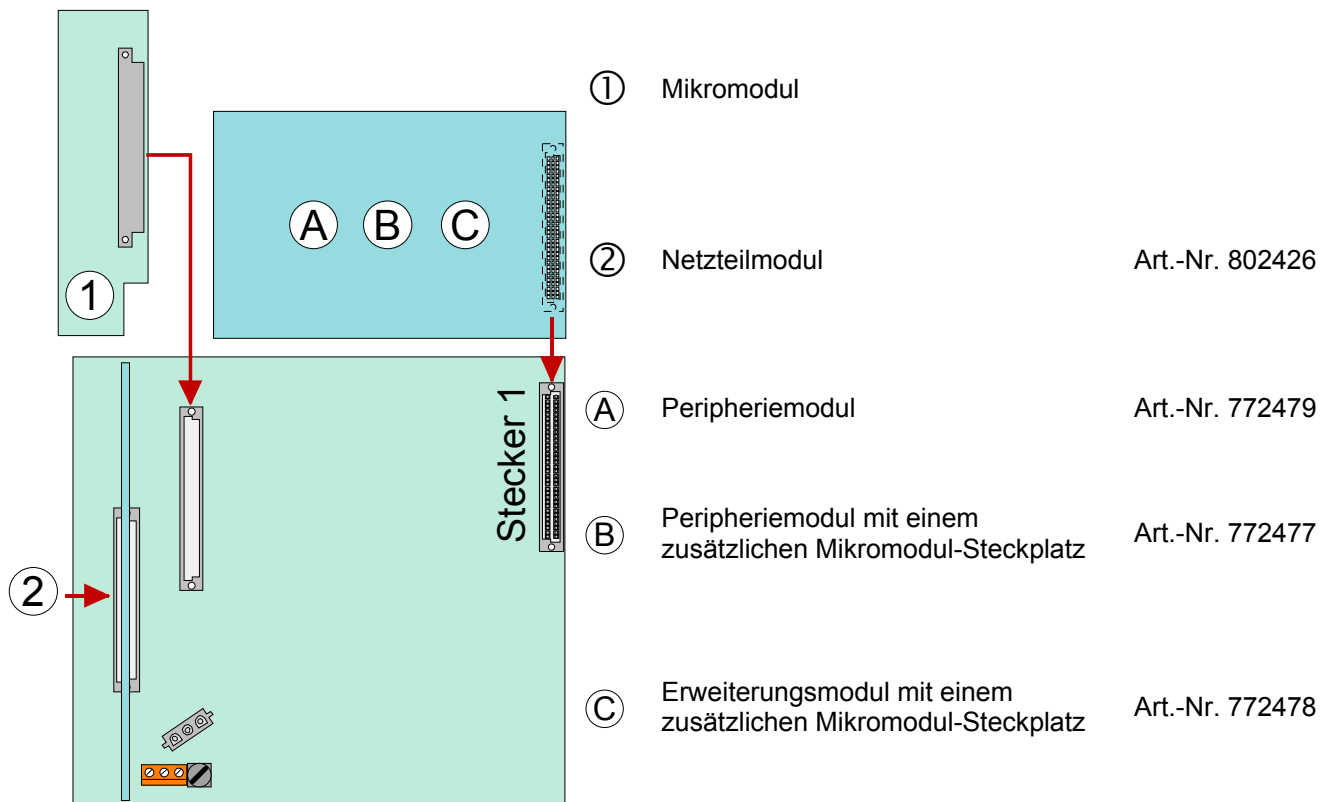 ① Mikromodul
A B C
② Netzteilmodul Art.-Nr. 802426
1
Stecker 1
Ⓐ Peripheriemodul Art.-Nr. 772479
Ⓑ Peripheriemodul mit einem
zusätzlichen Mikromodul-Steckplatz Art.-Nr. 772477
2
Ⓒ Erweiterungsmodul mit einem
zusätzlichen Mikromodul-Steckplatz Art.-Nr. 772478